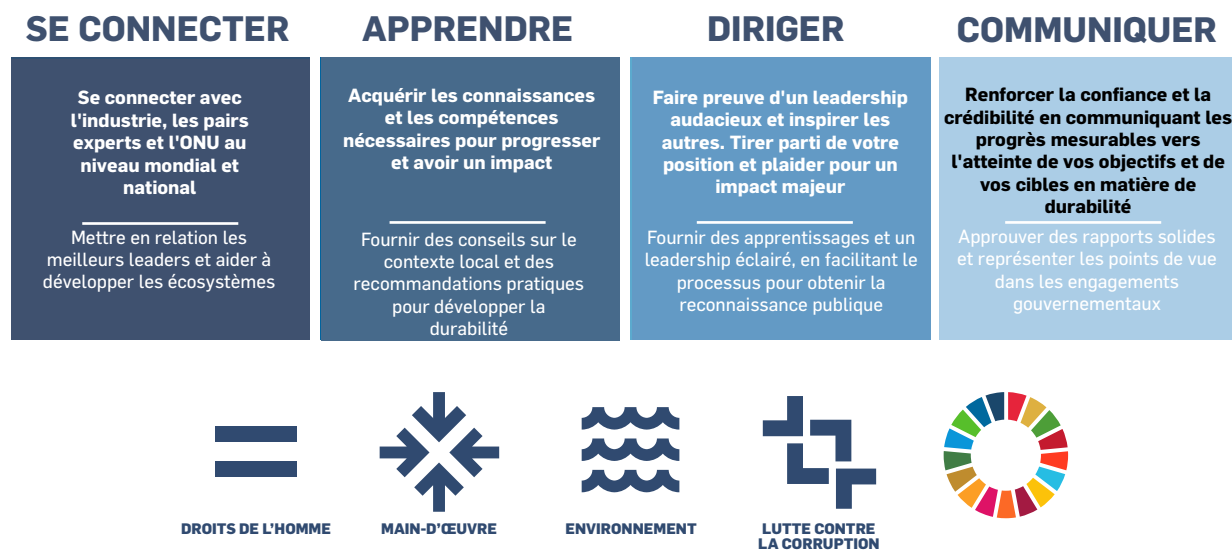 SE CONNECTER
Se connecter avec
l'industrie, les pairs
experts et l'ONU au
niveau mondial et
national
Mettre en relation les
meilleurs leaders et aider à
développer les écosystèmes
APPRENDRE
Acquérir les connaissances
et les compétences
nécessaires pour progresser
et avoir un impact
Fournir des conseils sur le
contexte local et des
recommandations pratiques
pour développer la
durabilité
DIRIGER
Faire preuve d'un leadership
audacieux et inspirer les
autres. Tirer parti de votre
position et plaider pour un
impact majeur
Fournir des apprentissages et un
leadership éclairé, en facilitant le
processus pour obtenir la
reconnaissance publique
COMMUNIQUER
Renforcer la confiance et la
crédibilité en communiquant les
progrès mesurables vers
l'atteinte de vos objectifs et de
vos cibles en matière de
durabilité
Approuver des rapports solides
et représenter les points de vue
dans les engagements
gouvernementaux
DROITS DE L'HOMME
MAIN-D'ŒUVRE
ENVIRONNEMENT
LUTTE CONTRE
LA CORRUPTION